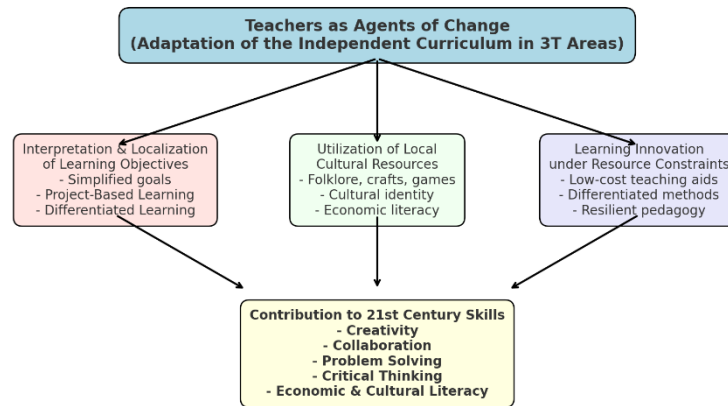 Teachers as Agents of Change
(Adaptation of the Independent Curriculum in 3T Areas)
Interpretation & Localization
of Learning Objectives
- Simplified goals
- Project-Based Learning
- Differentiated Learning
Utilization of Local
Cultural Resources
- Folklore, crafts, games
- Cultural identity
- Economic literacy
Learning Innovation
under Resource Constraints
- Low-cost teaching aids
- Differentiated methods
- Resilient pedagogy
Contribution to 21st Century Skills
- Creativity
- Collaboration
- Problem Solving
- Critical Thinking
- Economic & Cultural Literacy